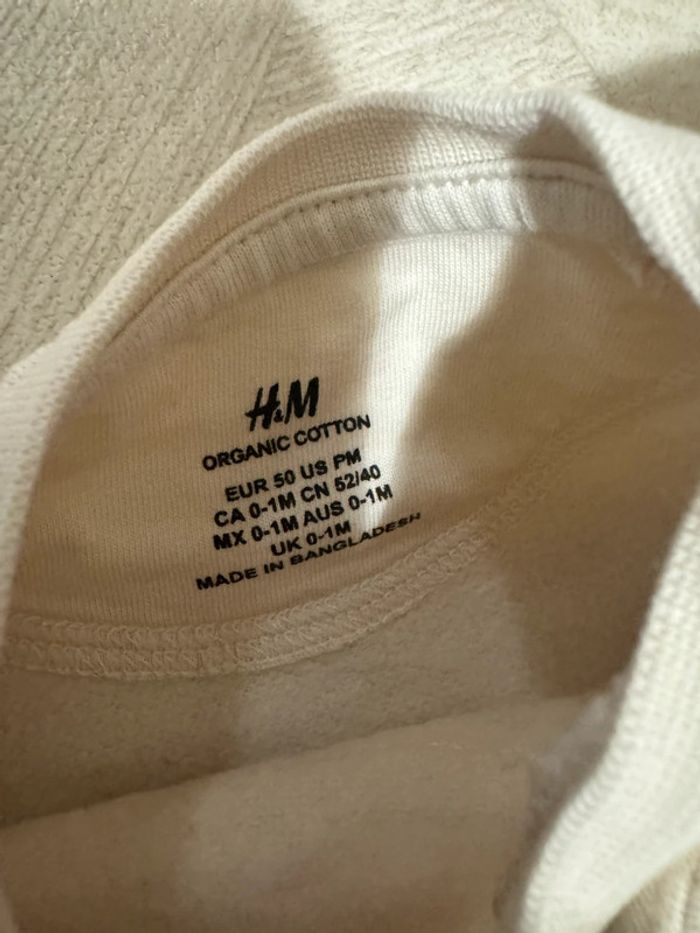 H&M
ORGANIC COTTON
EUR 50 US PM
CA 0-1M CN 52/40
MX 0-1M AUS 0-1M
UK 0-1M
MADE IN BANGLADESH